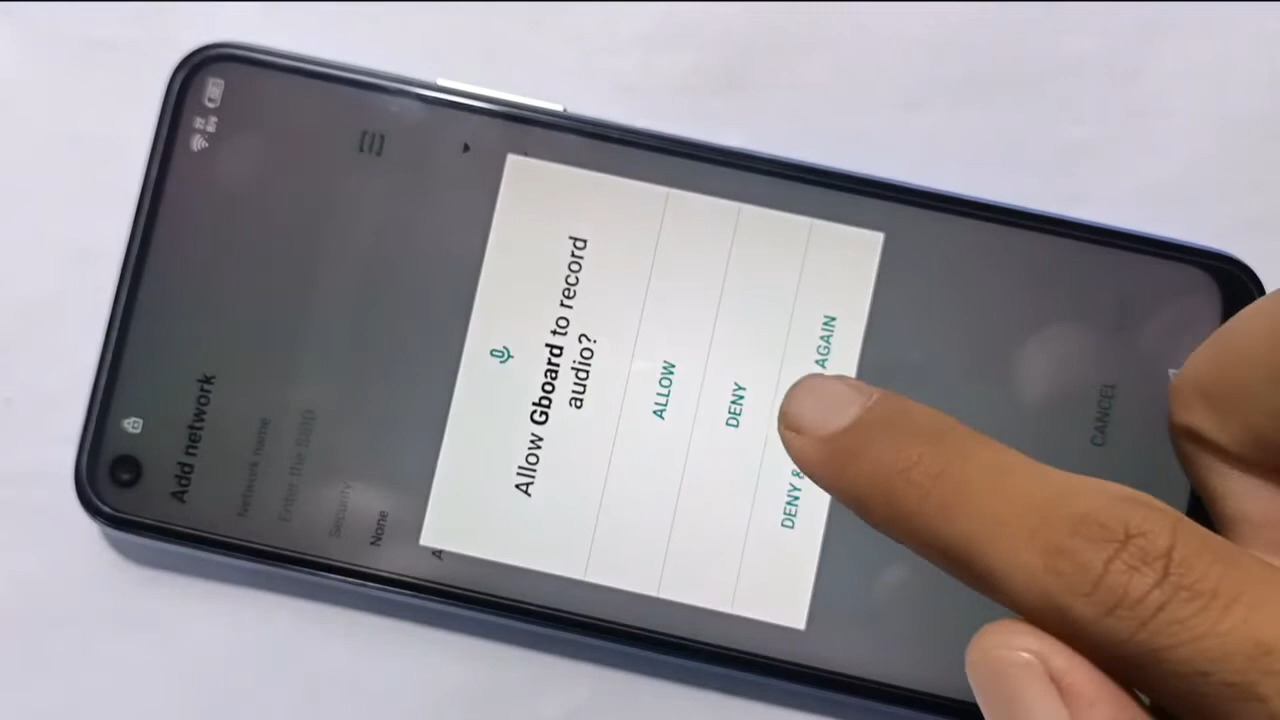 Add network
Network name
Enter the SSID
Security
None
A
Allow Gboard to record
audio?
ALLOW
DENY
DENY & AGAIN
CANCEL